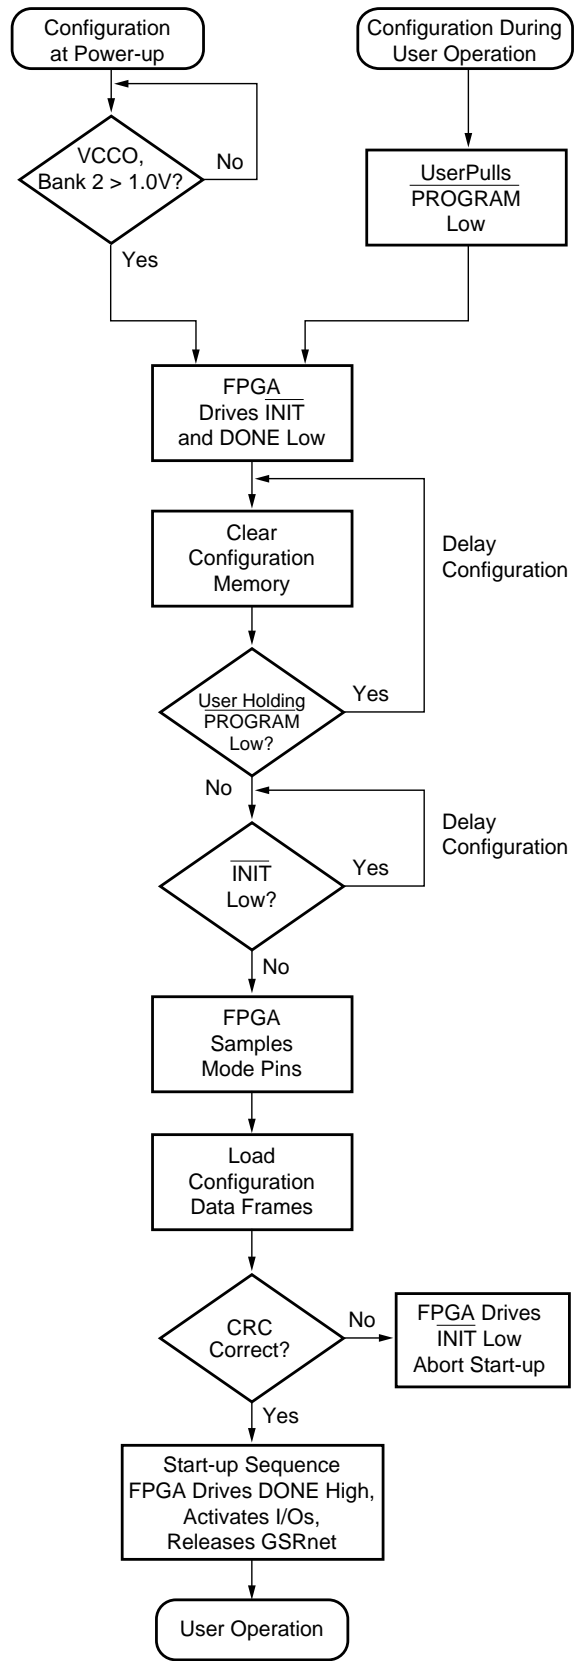 Configuration
at Power-up
Configuration During
User Operation
VCCO,
Bank 2 > 1.0V?
No
Yes
UserPulls
PROGRAM
Low
FPGA
Drives INIT
and DONE Low
Clear
Configuration
Memory
Delay
Configuration
User Holding
PROGRAM
Low?
Yes
No
Delay
Configuration
INIT
Low?
Yes
No
FPGA
Samples
Mode Pins
Load
Configuration
Data Frames
CRC
Correct?
No
FPGA Drives
INIT Low
Abort Start-up
Yes
Start-up Sequence
FPGA Drives DONE High,
Activates I/Os,
Releases GSRnet
User Operation